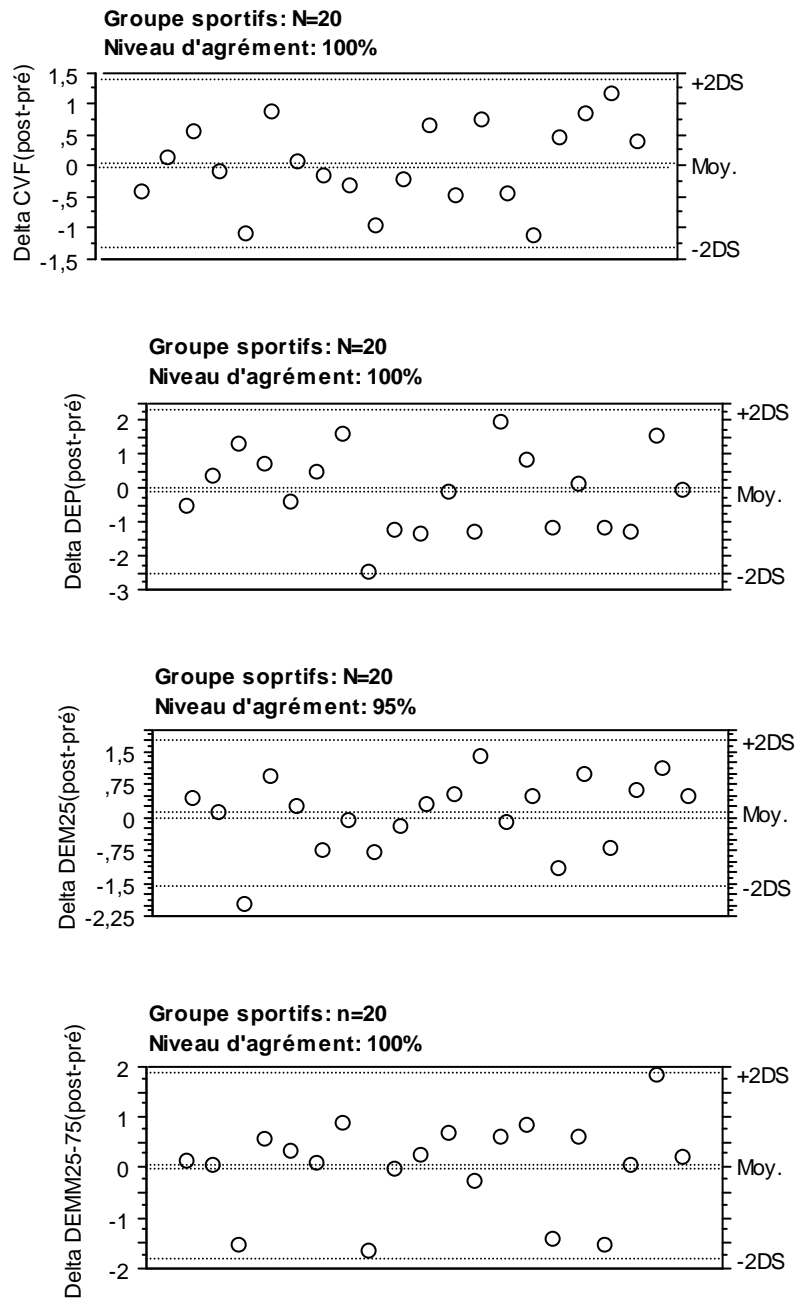 Groupe sportifs: N=20
Niveau d'agrément: 100%
Delta CVF(post-pré)
1,5
1
,5
0
-,5
-1
-1,5
+2DS
Moy.
-2DS
Groupe sportifs: N=20
Niveau d'agrément: 100%
Delta DEP(post-pré)
2
1
0
-1
-2
-3
+2DS
Moy.
-2DS
Groupe soprtifs: N=20
Niveau d'agrément: 95%
Delta DEM25(post-pré)
1,5
,75
0
-,75
-1,5
-2,25
+2DS
Moy.
-2DS
Groupe sportifs: n=20
Niveau d'agrément: 100%
Delta DEMM25-75(post-pré)
2
1
0
-1
-2
+2DS
Moy.
-2DS